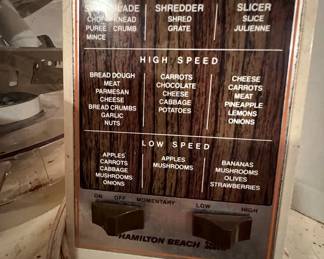 BLADE SHREDDER SLICER
CHOP KNEAD SHRED SLICE
PUREE CRUMB GRATE JULIENNE
MINCE
HIGH SPEED
BREAD DOUGH CARROTS CHEESE
MEAT CHOCOLATE CARROTS
PARMESAN CHEESE MEAT
CHEESE CABBAGE PINEAPPLE
BREAD CRUMBS POTATOES LEMONS
GARLIC ONIONS
NUTS
LOW SPEED
APPLES APPLES BANANAS
CARROTS MUSHROOMS MUSHROOMS
CABBAGE OLIVES
MUSHROOMS STRAWBERRIES
ONIONS
ON OFF MOMENTARY LOW HIGH
HAMILTON BEACH